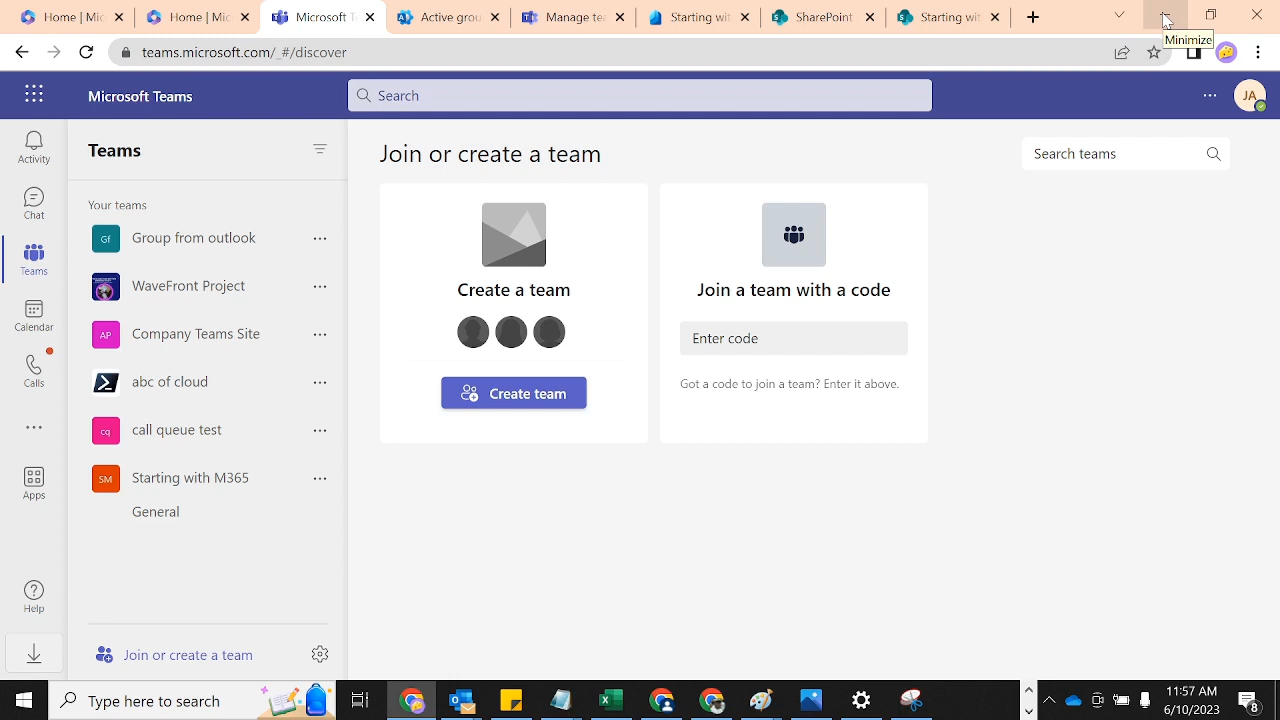 Home | Mic
Home | Mic
Microsoft T
Active grou
Manage tea
Starting wit
SharePoint
Starting wit
Minimize
teams.microsoft.com/_#/discover
Microsoft Teams
Search
JA
Activity
Chat
Teams
Calendar
Calls
Apps
Help
Teams
Your teams
Gf Group from outlook
WaveFront Project
AP Company Teams Site
abc of cloud
cq call queue test
SM Starting with M365
General
Join or create a team
Join or create a team
Search teams
Create a team
Create team
Join a team with a code
Enter code
Got a code to join a team? Enter it above.
Type here to search
11:57 AM
6/10/2023
8